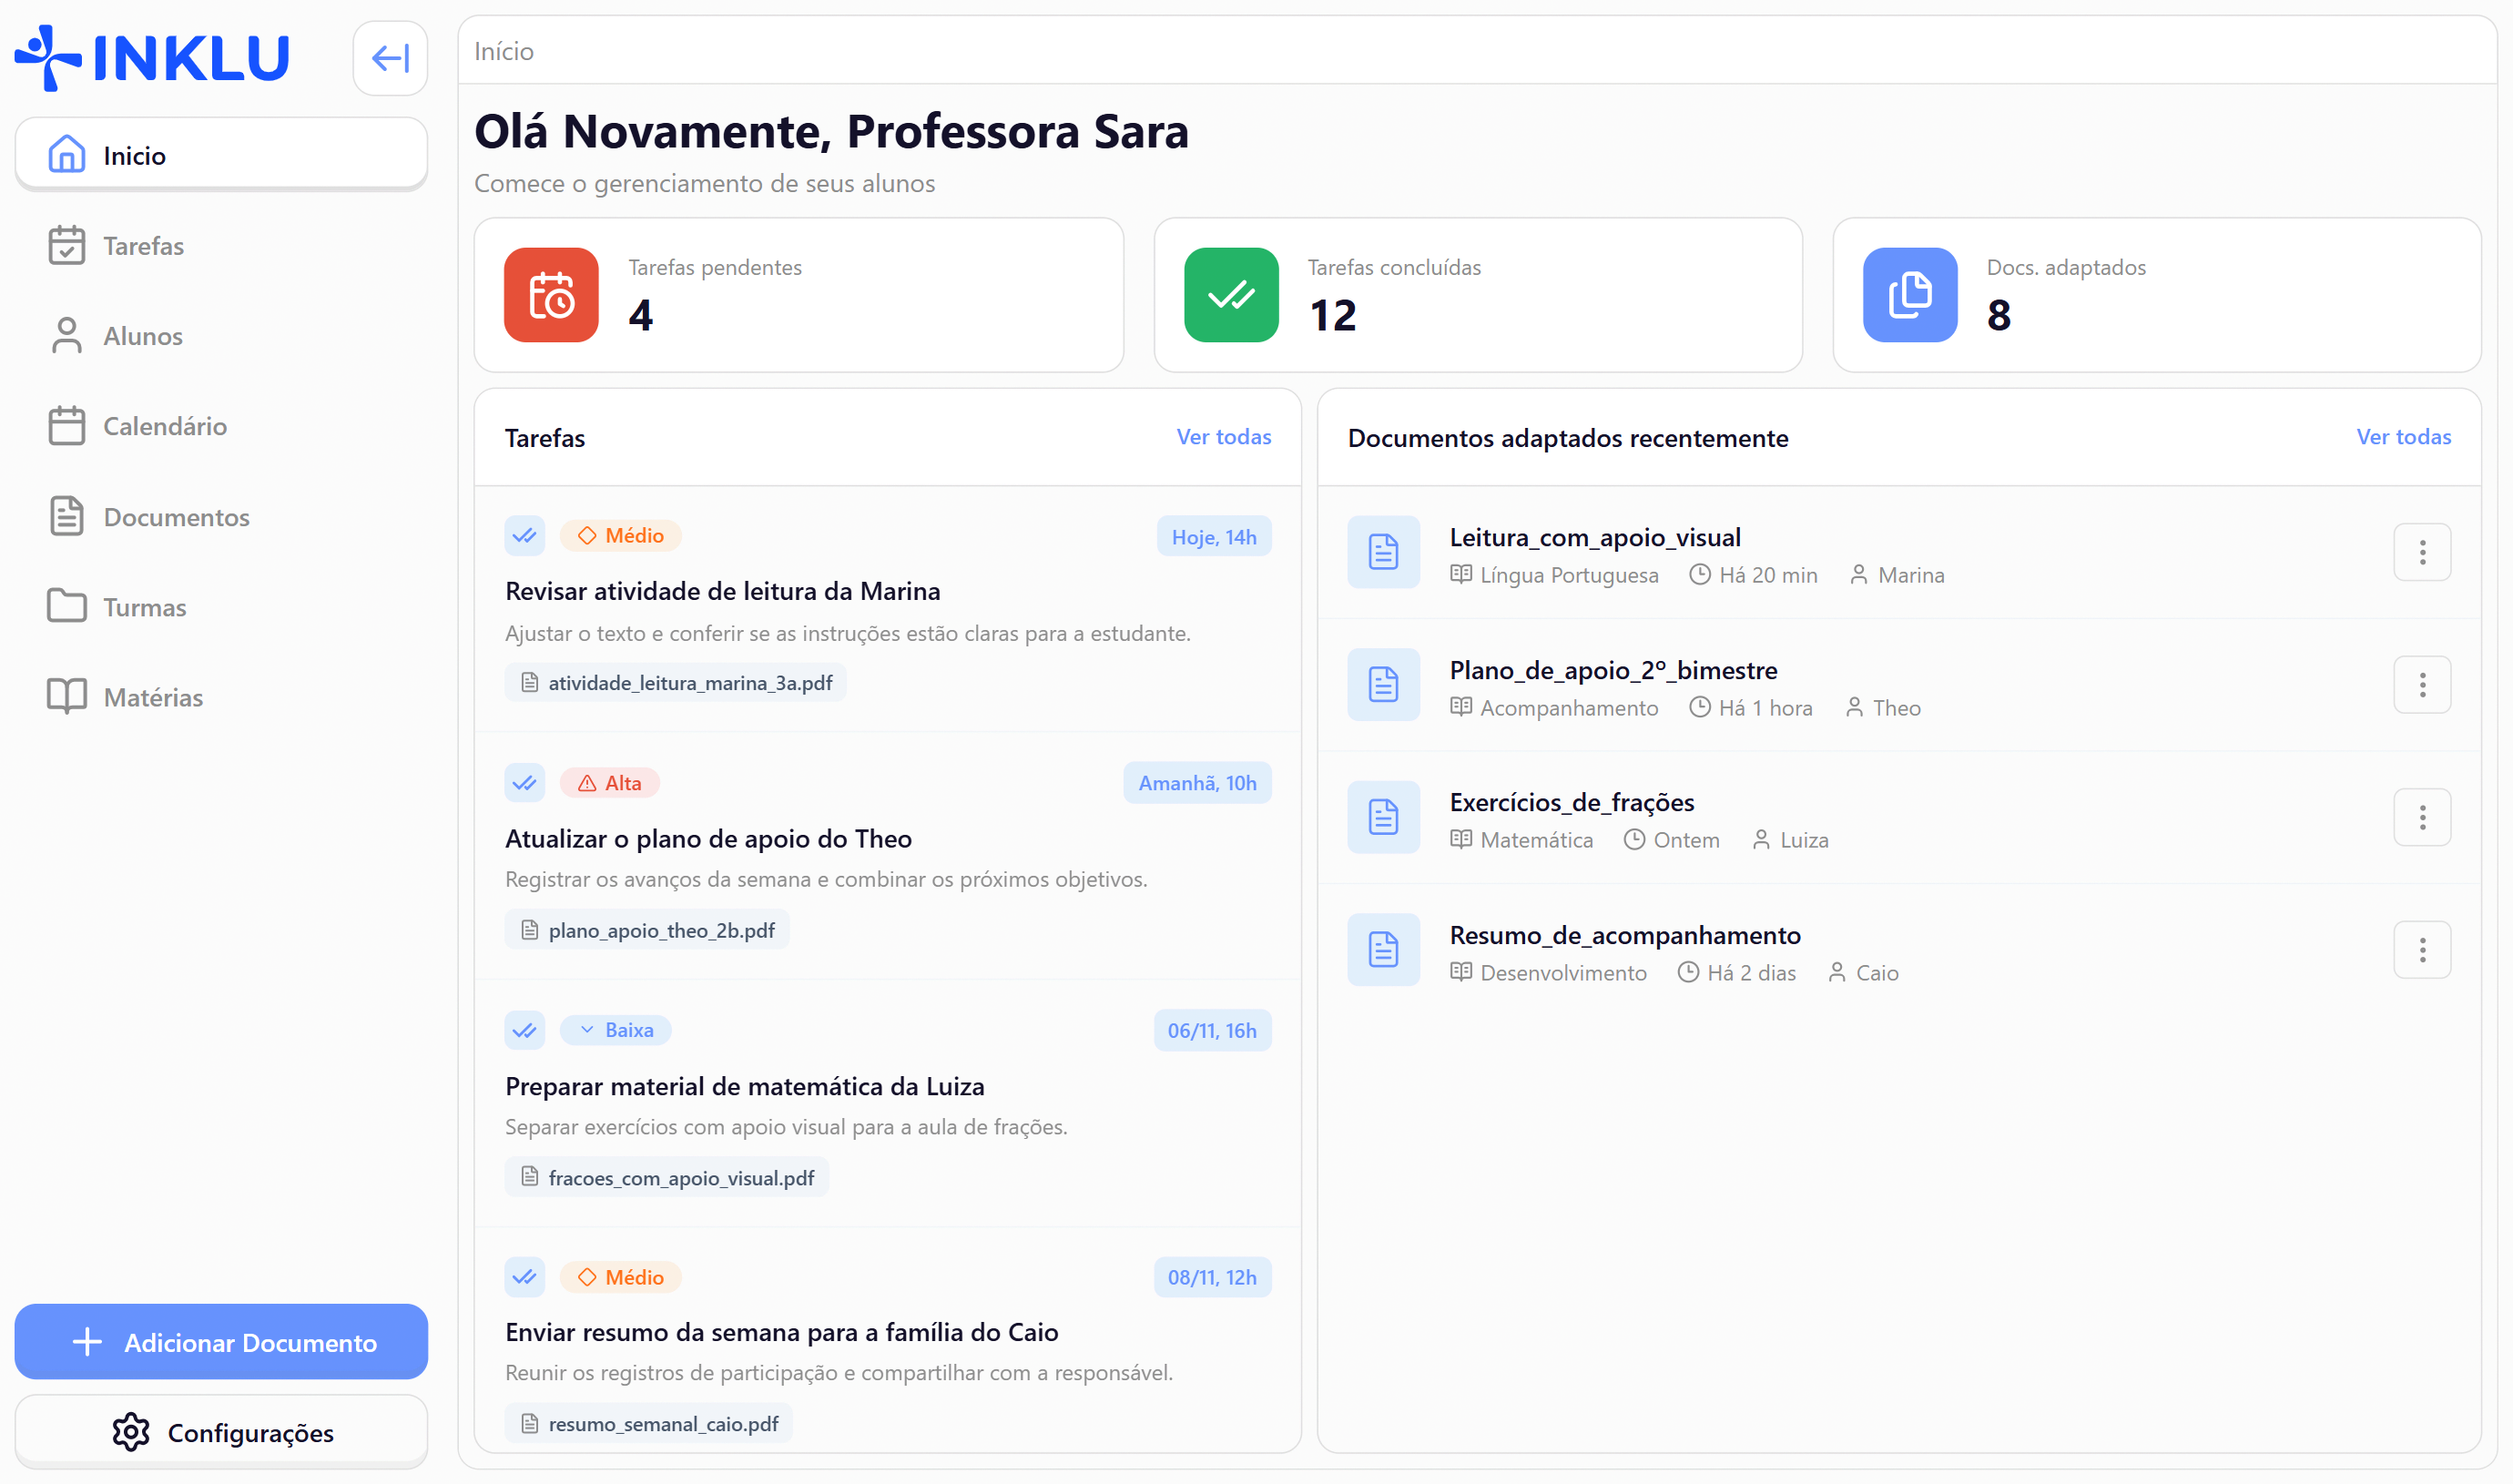 INKLU
Inicio
Tarefas
Alunos
Calendário
Documentos
Turmas
Matérias
Adicionar Documento
Configurações
Início
Olá Novamente, Professora Sara
Comece o gerenciamento de seus alunos
Tarefas pendentes
4
Tarefas concluídas
12
Docs. adaptados
8
Tarefas
Ver todas
Médio
Hoje, 14h
Revisar atividade de leitura da Marina
Ajustar o texto e conferir se as instruções estão claras para a estudante.
atividade_leitura_marina_3a.pdf
Alta
Amanhã, 10h
Atualizar o plano de apoio do Theo
Registrar os avanços da semana e combinar os próximos objetivos.
plano_apoio_theo_2b.pdf
Baixa
06/11, 16h
Preparar material de matemática da Luiza
Separar exercícios com apoio visual para a aula de frações.
fracoes_com_apoio_visual.pdf
Médio
08/11, 12h
Enviar resumo da semana para a família do Caio
Reunir os registros de participação e compartilhar com a responsável.
resumo_semanal_caio.pdf
Documentos adaptados recentemente
Ver todas
Leitura_com_apoio_visual
Língua Portuguesa Há 20 min Marina
Plano_de_apoio_2º_bimestre
Acompanhamento Há 1 hora Theo
Exercícios_de_frações
Matemática Ontem Luiza
Resumo_de_acompanhamento
Desenvolvimento Há 2 dias Caio